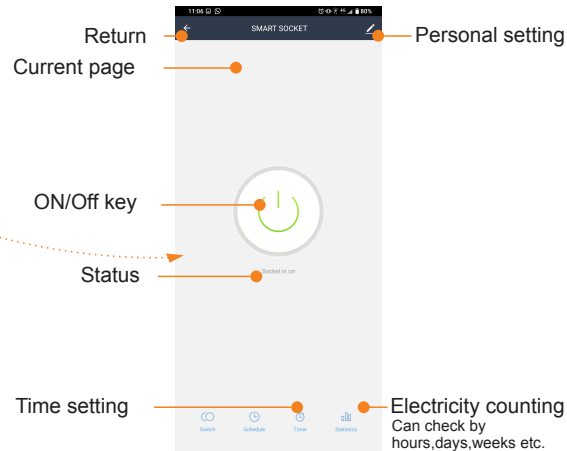 11:06
80%
Return
SMART SOCKET
Personal setting
Current page
ON/Off key
Status
Socket is on
Time setting
Electricity counting
Can check by
hours,days,weeks etc.
Switch Schedule Timer Statistics